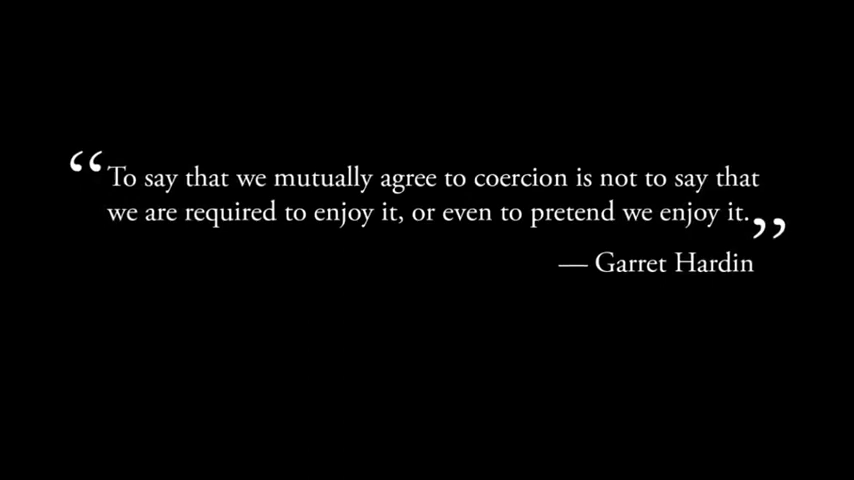 “To say that we mutually agree to coercion is not to say that
we are required to enjoy it, or even to pretend we enjoy it.”
— Garret Hardin